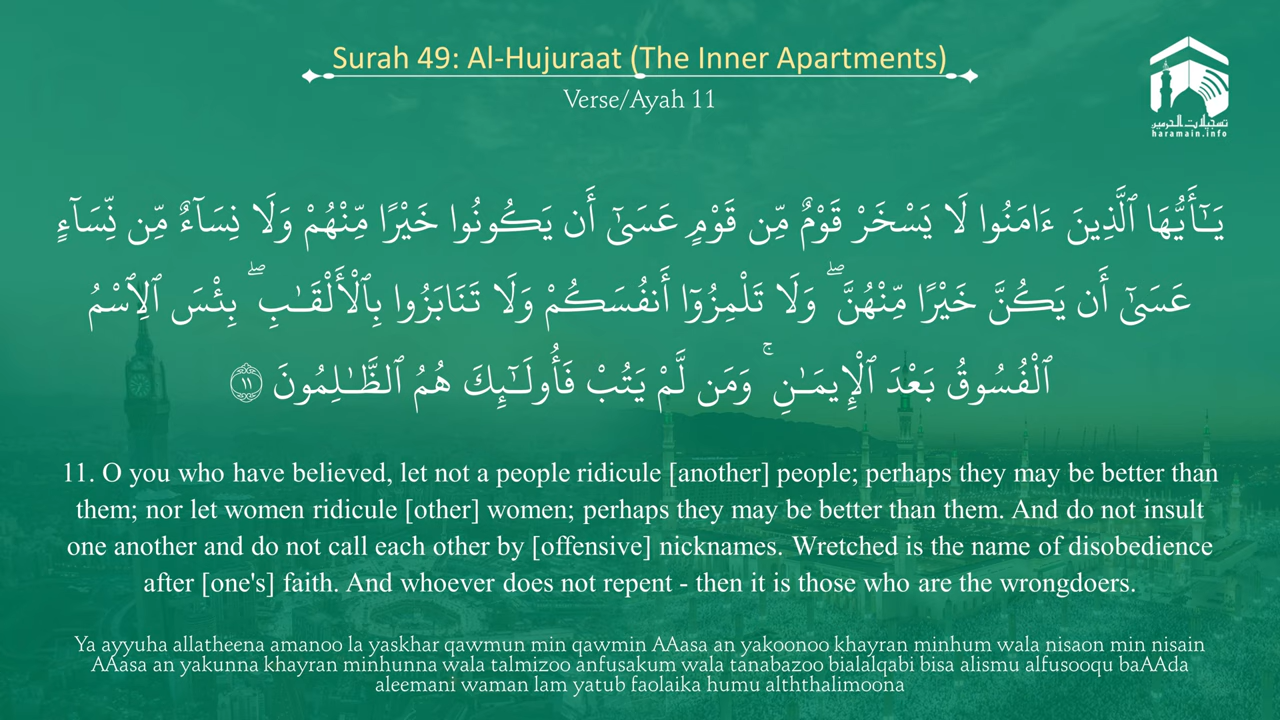 Surah 49: Al-Hujuraat (The Inner Apartments)
Verse/Ayah 11
تسجيلات الحرمين
haramain.info
يَـٰٓأَيُّهَا ٱلَّذِينَ ءَامَنُوا لَا يَسْخَرْ قَوْمٌ مِّن قَوْمٍ عَسَىٰٓ أَن يَكُونُوا خَيْرًا مِّنْهُمْ وَلَا نِسَآءٌ مِّن نِّسَآءٍ
عَسَىٰٓ أَن يَكُنَّ خَيْرًا مِّنْهُنَّ ۖ وَلَا تَلْمِزُوٓا أَنفُسَكُمْ وَلَا تَنَابَزُوا بِٱلْأَلْقَـٰبِ ۖ بِئْسَ ٱلِٱسْمُ
ٱلْفُسُوقُ بَعْدَ ٱلْإِيمَـٰنِ ۚ وَمَن لَّمْ يَتُبْ فَأُولَـٰٓئِكَ هُمُ ٱلظَّـٰلِمُونَ ١١
11. O you who have believed, let not a people ridicule [another] people; perhaps they may be better than
them; nor let women ridicule [other] women; perhaps they may be better than them. And do not insult
one another and do not call each other by [offensive] nicknames. Wretched is the name of disobedience
after [one's] faith. And whoever does not repent - then it is those who are the wrongdoers.
Ya ayyuha allatheena amanoo la yaskhar qawmun min qawmin AAasa an yakoonoo khayran minhum wala nisaon min nisain
AAasa an yakunna khayran minhunna wala talmizoo anfusakum wala tanabazoo bialalqabi bisa alismu alfusooqu baAAda
aleemani waman lam yatub faolaika humu alththalimoona